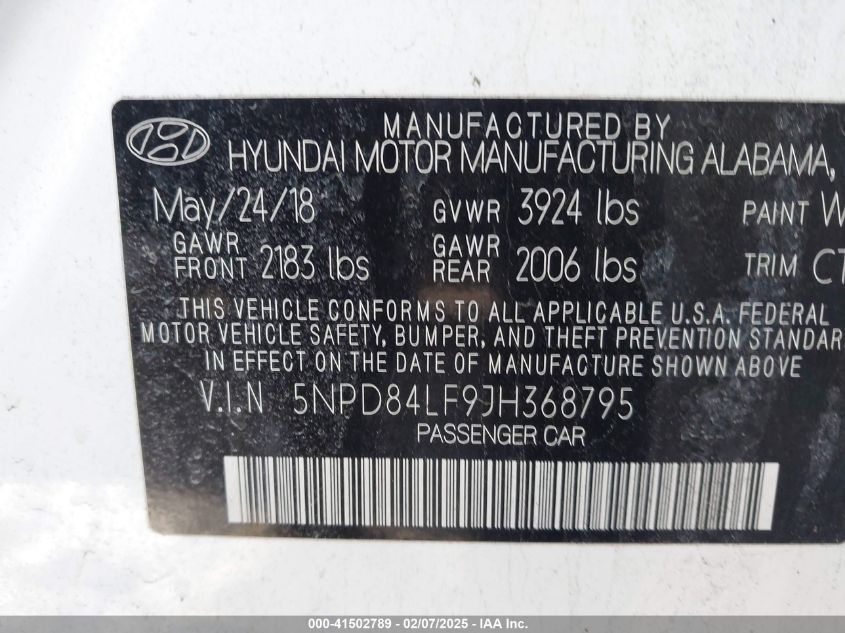 MANUFACTURED BY
HYUNDAI MOTOR MANUFACTURING ALABAMA,
May/24/18 GVWR 3924 lbs PAINT W
GAWR FRONT 2183 lbs GAWR REAR 2006 lbs TRIM CT
THIS VEHICLE CONFORMS TO ALL APPLICABLE U.S.A. FEDERAL
MOTOR VEHICLE SAFETY, BUMPER, AND THEFT PREVENTION STANDAR
IN EFFECT ON THE DATE OF MANUFACTURE SHOWN ABOVE
V.I.N 5NPD84LF9JH368795
PASSENGER CAR
000-41502789 - 02/07/2025 - IAA Inc.